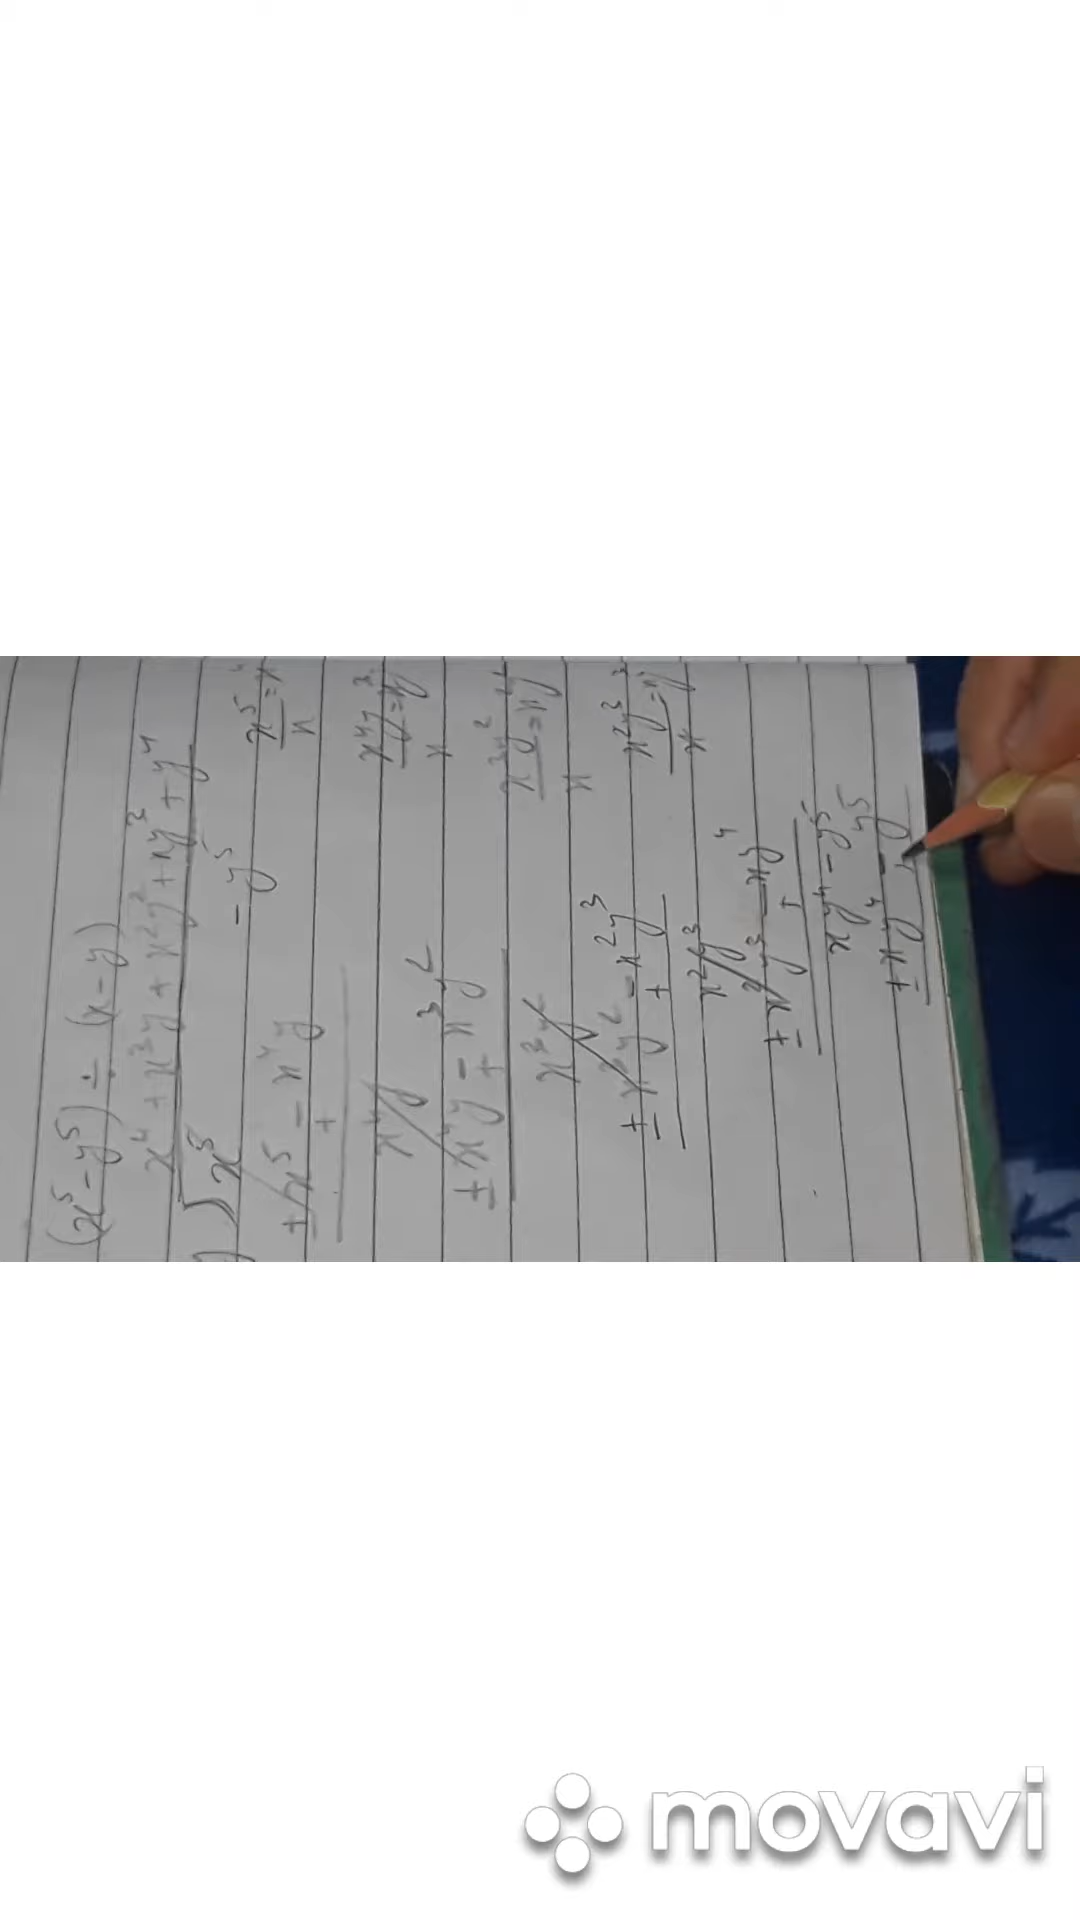 (x⁵-y⁵) ÷ (x-y)
x⁴ + x³y + x²y² + xy³ + y⁴
) x⁵ - y⁵
± x⁵ - x⁴y
+
x⁵/x = x⁴
x⁴y
± x⁴y - x³y²
+
x⁴y/x = x³y
x³y²
± x³y² - x²y³
+
x³y²/x = x²y²
x²y³
± x²y³ - xy⁴
+
x²y³/x = xy³
xy⁴ - y⁵
± xy⁴ - y⁵
+
movavi